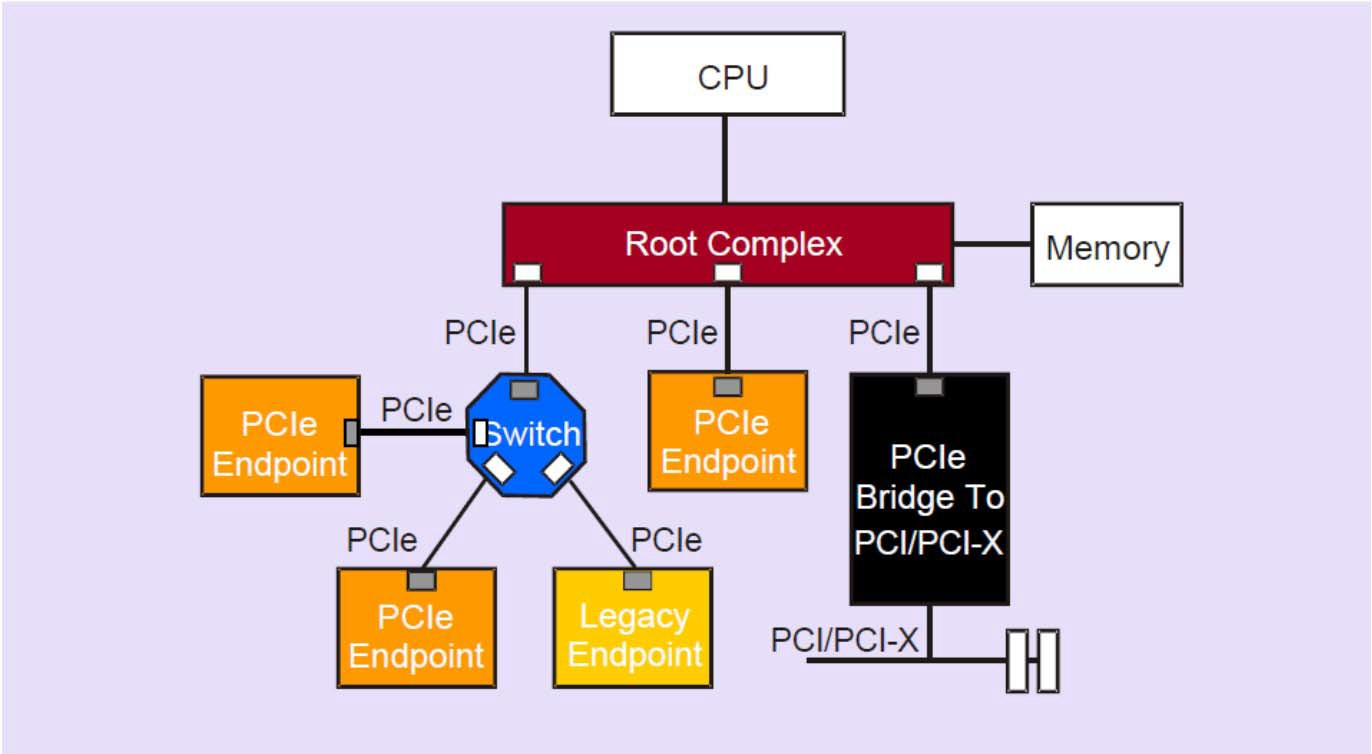 CPU
Root Complex
Memory
PCIe
PCIe
PCIe
PCIe
Endpoint
PCIe
Switch
PCIe
Endpoint
PCIe
Bridge To
PCI/PCI-X
PCIe
PCIe
PCIe
Endpoint
Legacy
Endpoint
PCI/PCI-X